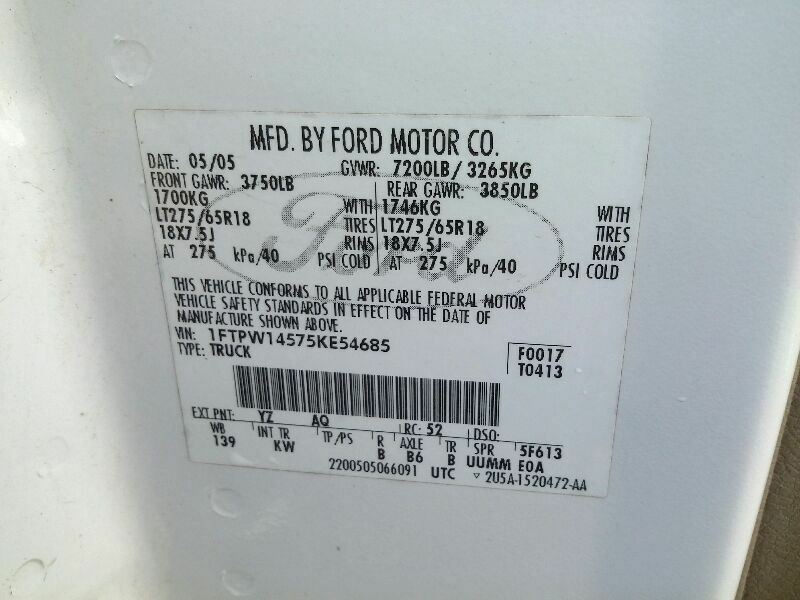 MFD. BY FORD MOTOR CO.
DATE: 05/05 GVWR: 7200LB/ 3265KG
FRONT GAWR: 3750LB REAR GAWR: 3850LB
1700KG WITH 1746KG WITH
LT275/65R18 TIRES LT275/65R18 TIRES
18X7.5J RIMS 18X7.5J RIMS
AT 275 kPa/40 PSI COLD AT 275 kPa/40 PSI COLD
Ford
THIS VEHICLE CONFORMS TO ALL APPLICABLE FEDERAL MOTOR
VEHICLE SAFETY STANDARDS IN EFFECT ON THE DATE OF
MANUFACTURE SHOWN ABOVE.
VIN: 1FTPW14575KE54685
TYPE: TRUCK
F0017
T0413
EXT PNT: YZ AQ RC: 52 DSO:
WB INT TR TP/PS R AXLE TR SPR 5F613
139 KW B B6 B UUMM E0A
2200505066091 UTC ▽ 2U5A-1520472-AA